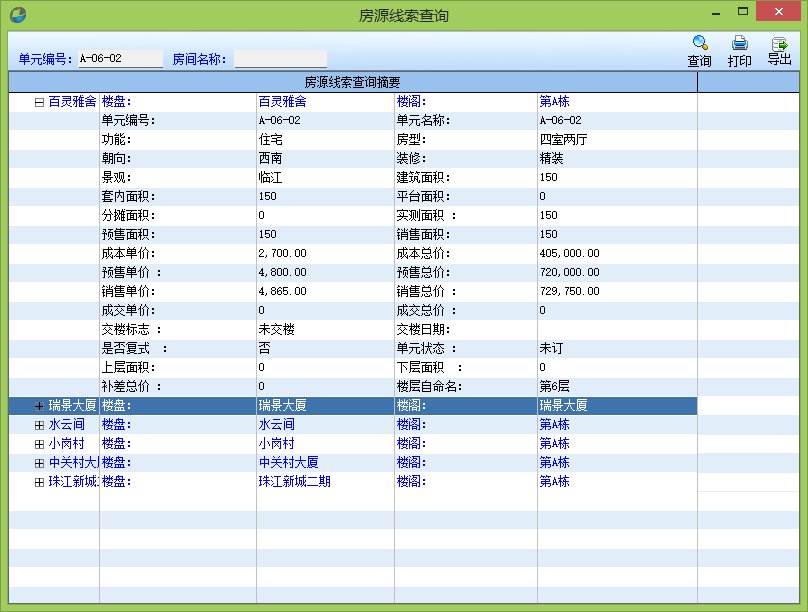 房源线索查询
单元编号: A-06-02 房间名称: 查询 打印 导出
房源线索查询摘要
百灵雅舍 楼盘: 百灵雅舍 楼阁: 第A栋
单元编号: A-06-02 单元名称: A-06-02
功能: 住宅 房型: 四室两厅
朝向: 西南 装修: 精装
景观: 临江 建筑面积: 150
套内面积: 150 平台面积: 0
分摊面积: 0 实测面积 : 150
预售面积: 150 销售面积: 150
成本单价: 2,700.00 成本总价: 405,000.00
预售单价 : 4,800.00 预售总价: 720,000.00
销售单价: 4,865.00 销售总价 : 729,750.00
成交单价: 0 成交总价 : 0
交楼标志 : 未交楼 交楼日期:
是否复式 : 否 单元状态 : 未订
上层面积: 0 下层面积 : 0
补差总价 : 0 楼层自命名: 第6层
瑞景大厦 楼盘: 瑞景大厦 楼阁: 瑞景大厦
水云间 楼盘: 水云间 楼阁: 第A栋
小岗村 楼盘: 小岗村 楼阁: 第A栋
中关村大 楼盘: 中关村大厦 楼阁: 第A栋
珠江新城 楼盘: 珠江新城二期 楼阁: 第A栋